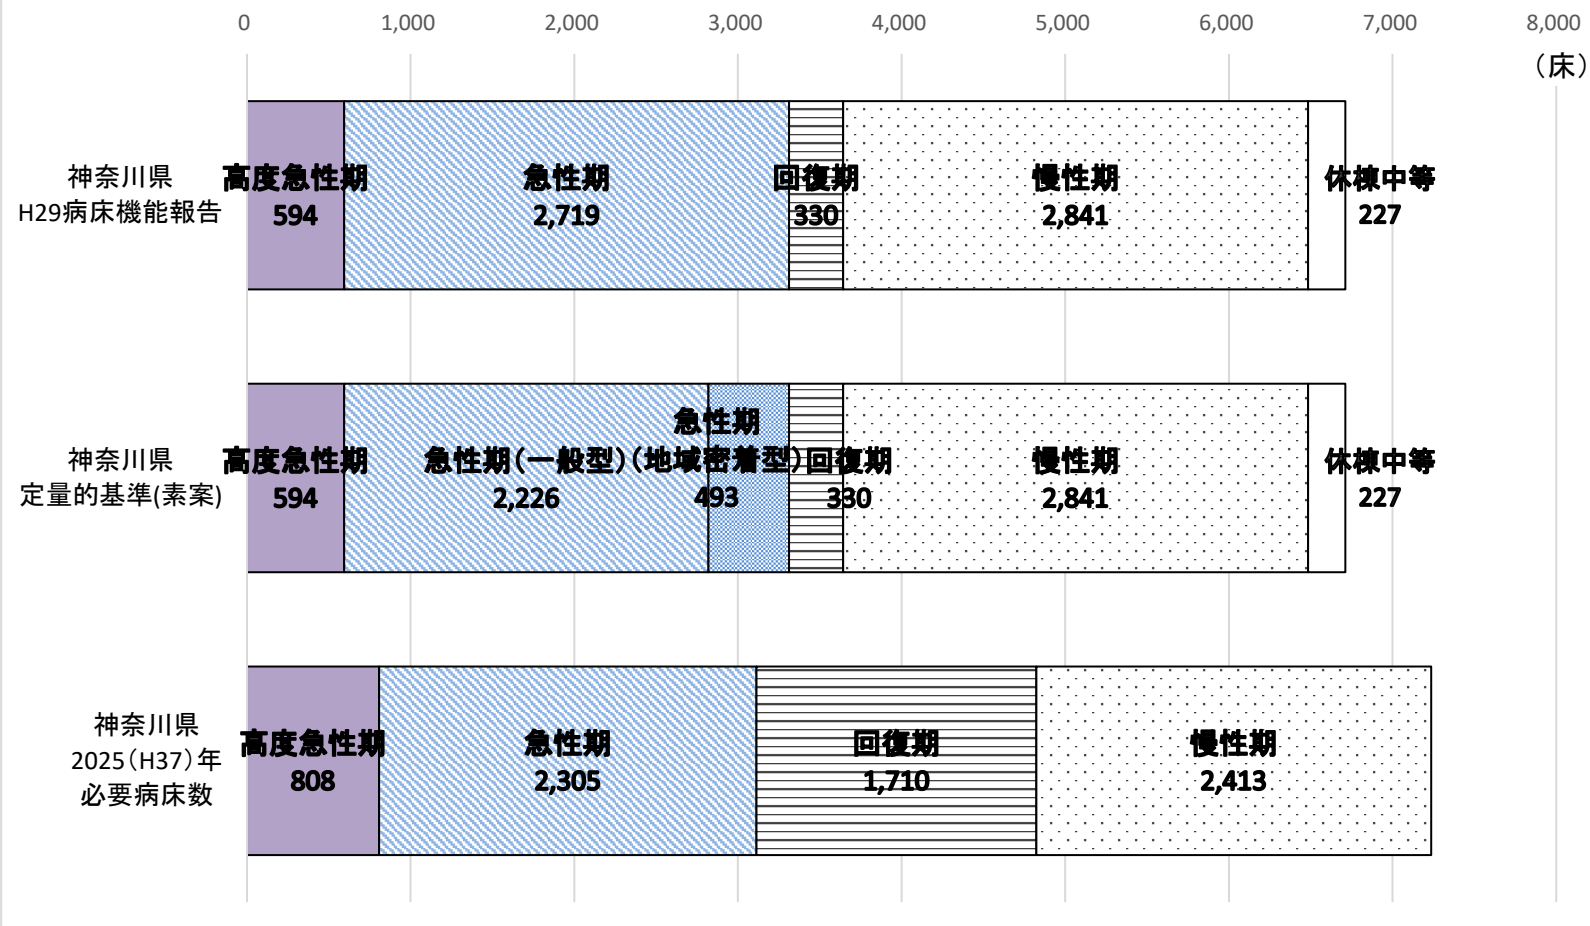 0 1,000 2,000 3,000 4,000 5,000 6,000 7,000 8,000
（床）
神奈川県
H29病床機能報告
高度急性期 急性期 回復期 慢性期 休棟中等
594 2,719 330 2,841 227
急性期
神奈川県
定量的基準(素案)
高度急性期 急性期（一般型） （地域密着型） 回復期 慢性期 休棟中等
594 2,226 493 330 2,841 227
神奈川県
2025（H37）年
必要病床数
高度急性期 急性期 回復期 慢性期
808 2,305 1,710 2,413